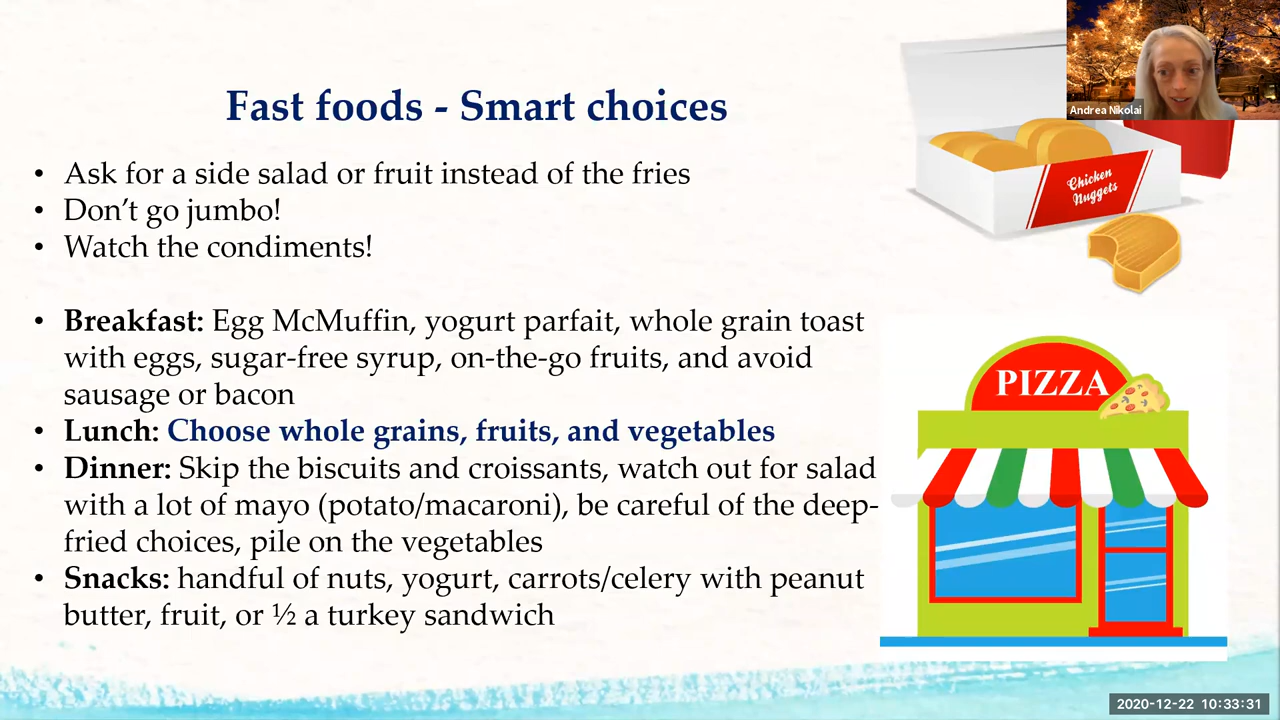 Fast foods - Smart choices
• Ask for a side salad or fruit instead of the fries
• Don’t go jumbo!
• Watch the condiments!
• Breakfast: Egg McMuffin, yogurt parfait, whole grain toast
with eggs, sugar-free syrup, on-the-go fruits, and avoid
sausage or bacon
• Lunch: Choose whole grains, fruits, and vegetables
• Dinner: Skip the biscuits and croissants, watch out for salad
with a lot of mayo (potato/macaroni), be careful of the deep-
fried choices, pile on the vegetables
• Snacks: handful of nuts, yogurt, carrots/celery with peanut
butter, fruit, or ½ a turkey sandwich
Andrea Nikolai
Chicken
Nuggets
PIZZA
2020-12-22 10:33:31